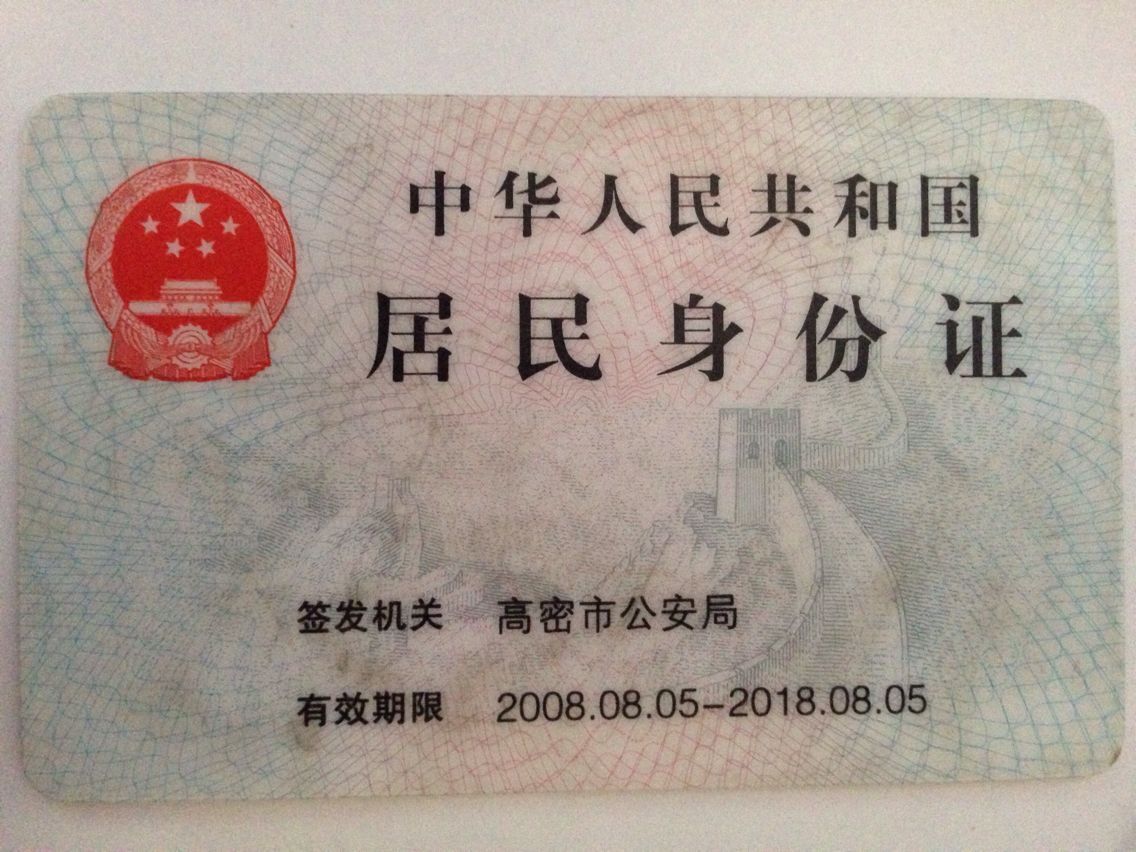 中华人民共和国
居民身份证
签发机关 高密市公安局
有效期限 2008.08.05-2018.08.05